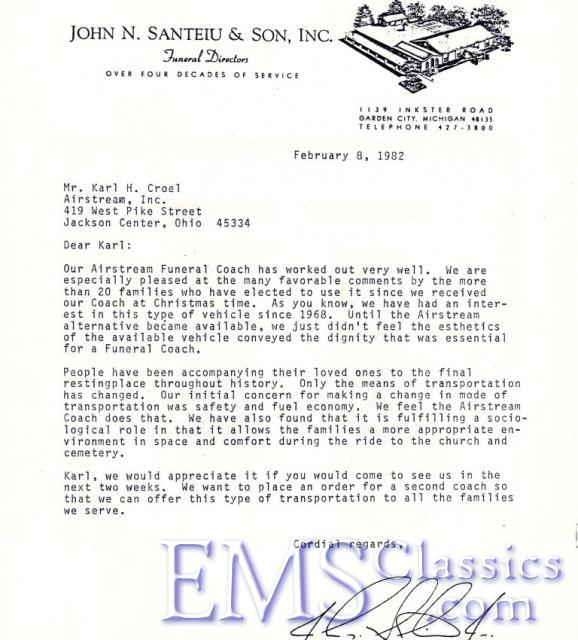 JOHN N. SANTEIU & SON, INC.
Funeral Directors
OVER FOUR DECADES OF SERVICE
1139 INKSTER ROAD
GARDEN CITY, MICHIGAN 48135
TELEPHONE 427-3800
February 8, 1982
Mr. Karl H. Croel
Airstream, Inc.
419 West Pike Street
Jackson Center, Ohio 45334
Dear Karl:
Our Airstream Funeral Coach has worked out very well. We are
especially pleased at the many favorable comments by the more
than 20 families who have elected to use it since we received
our Coach at Christmas time. As you know, we have had an inter-
est in this type of vehicle since 1968. Until the Airstream
alternative became available, we just didn't feel the esthetics
of the available vehicle conveyed the dignity that was essential
for a Funeral Coach.
People have been accompanying their loved ones to the final
restingplace throughout history. Only the means of transportation
has changed. Our initial concern for making a change in mode of
transportation was safety and fuel economy. We feel the Airstream
Coach does that. We have also found that it is fulfilling a socio-
logical role in that it allows the families a more appropriate en-
vironment in space and comfort during the ride to the church and
cemetery.
Karl, we would appreciate it if you would come to see us in the
next two weeks. We want to place an order for a second coach so
that we can offer this type of transportation to all the families
we serve.
Cordial regards,
EMSClassics.com